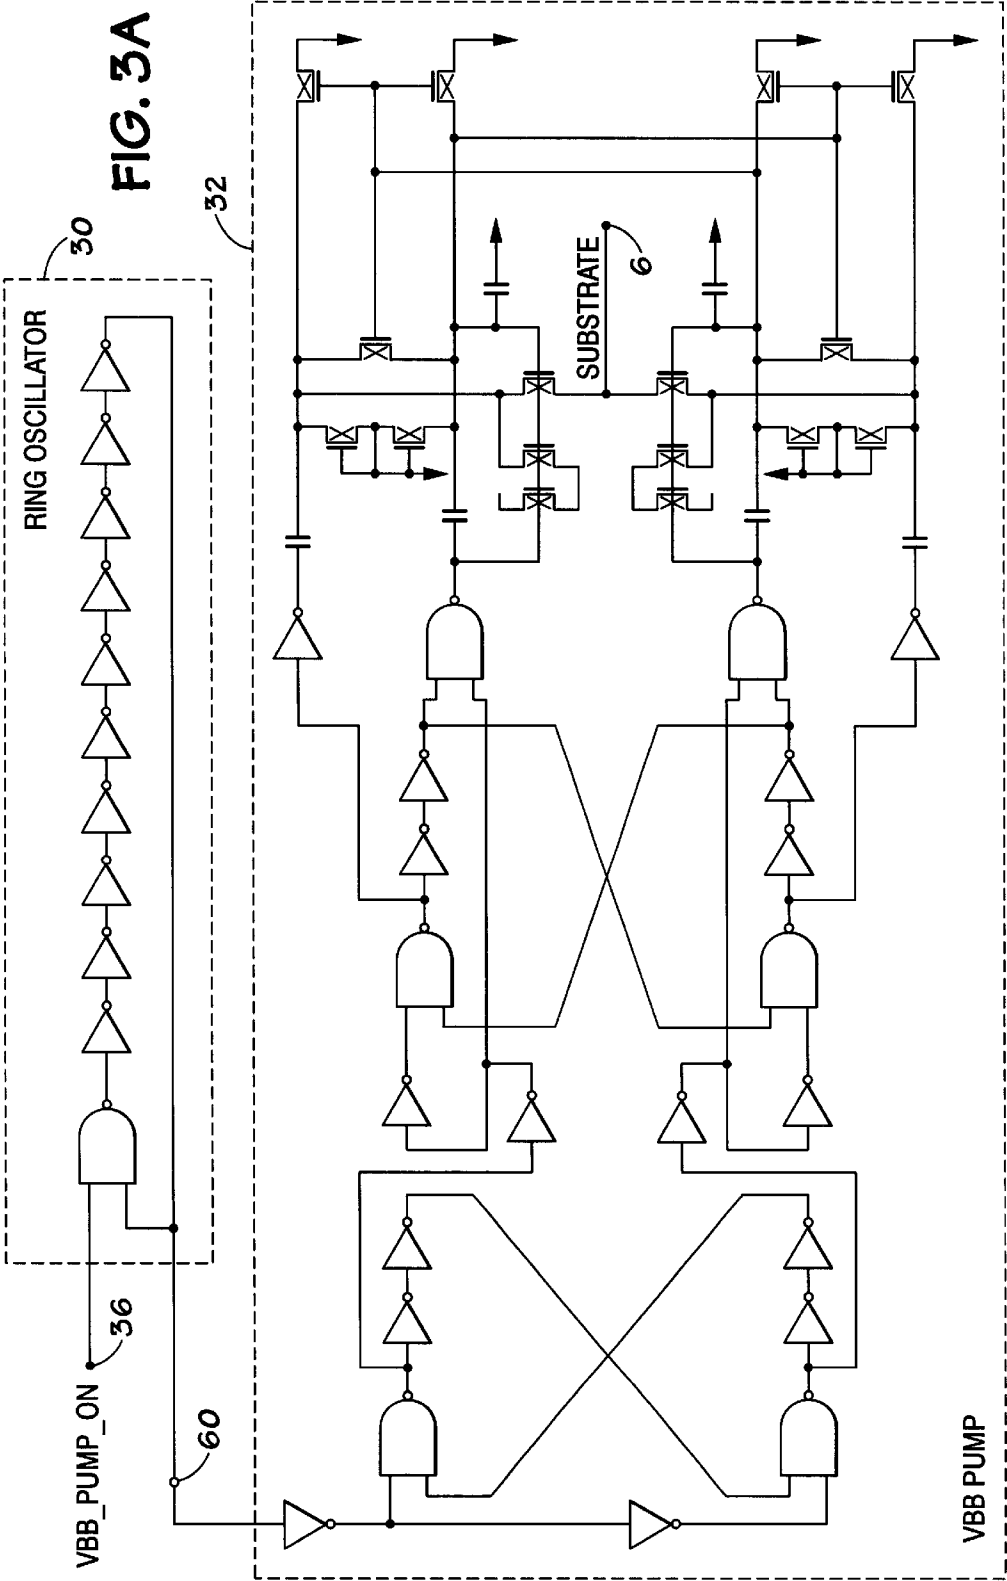 FIG. 3A
RING OSCILLATOR
30
VBB_PUMP_ON
36
60
32
SUBSTRATE
6
VBB PUMP